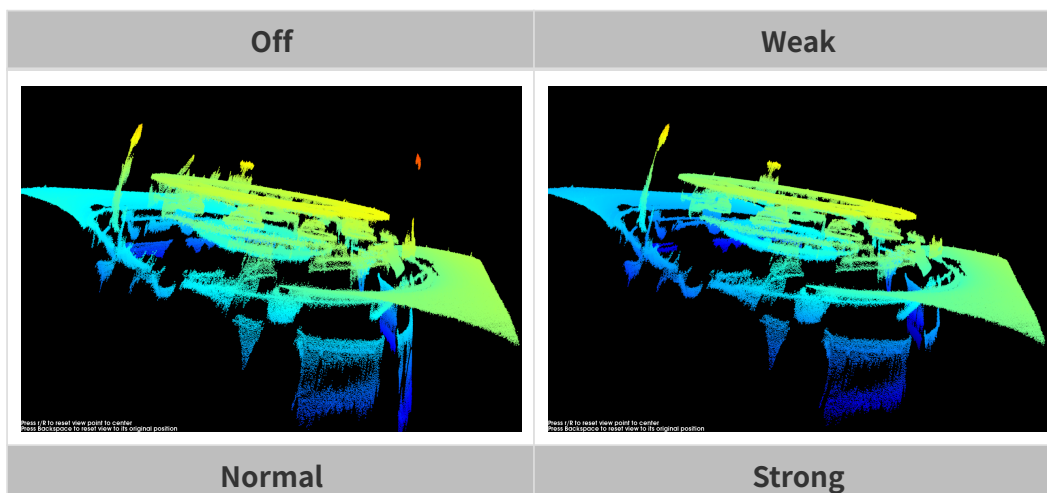 Off
Weak
Press r/R to reset view point to center
Press Backspace to reset view to its original position
Press r/R to reset view point to center
Press Backspace to reset view to its original position
Normal
Strong